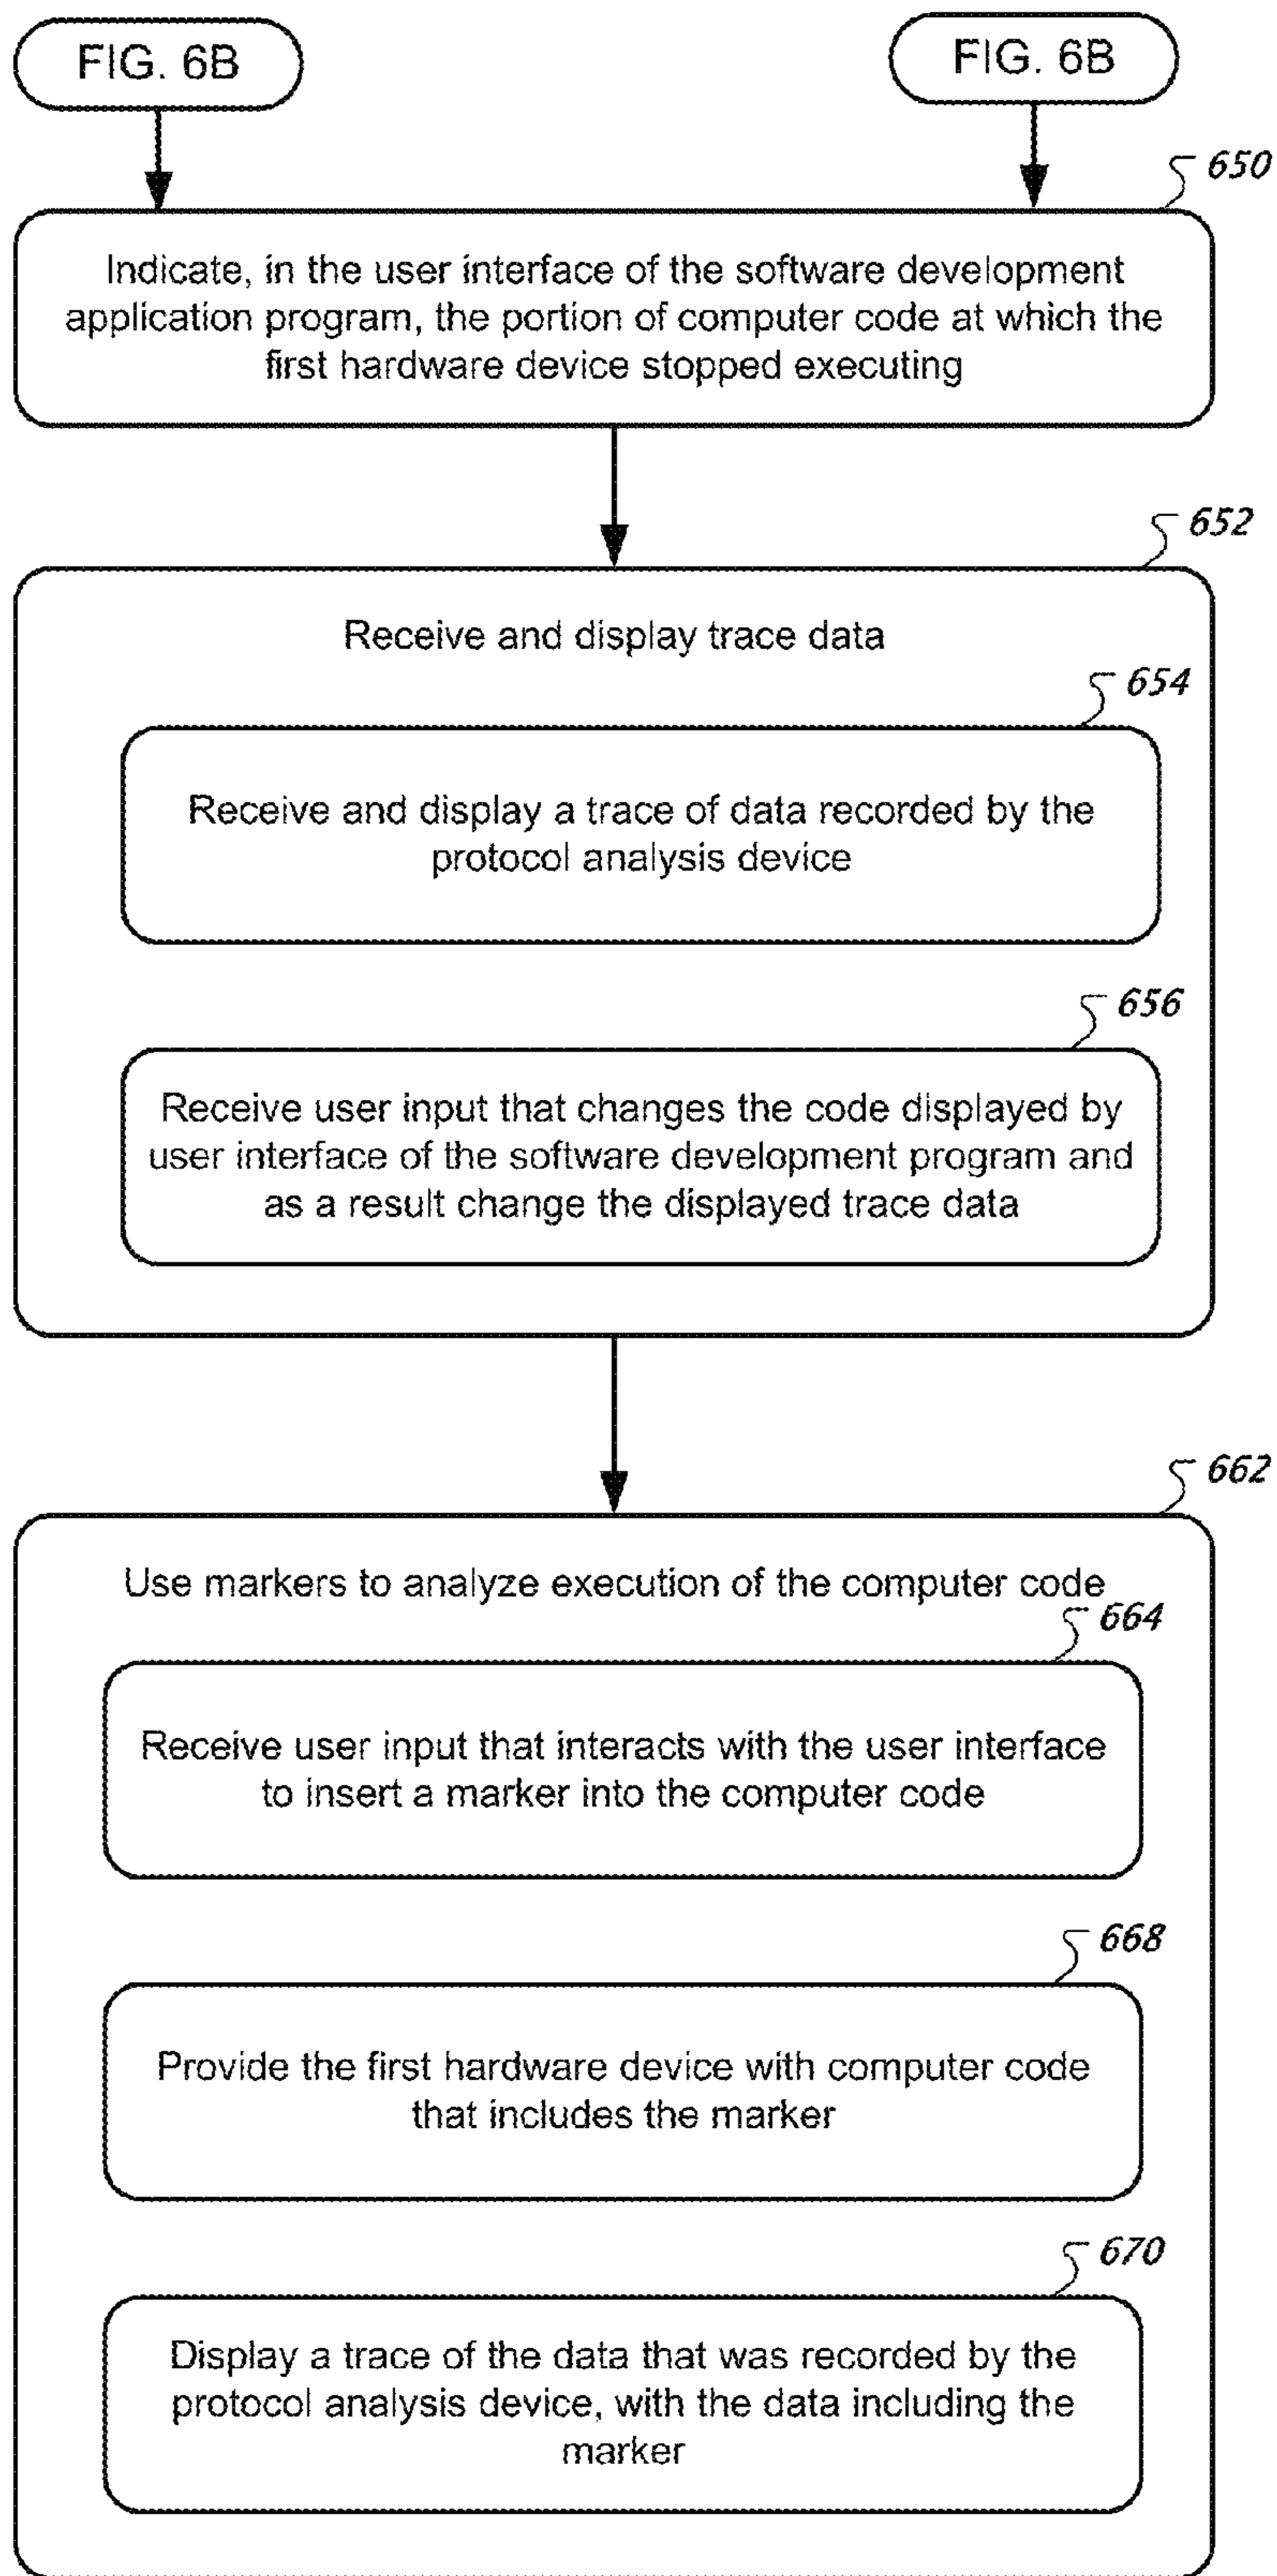 FIG. 6B
FIG. 6B
650
Indicate, in the user interface of the software development
application program, the portion of computer code at which the
first hardware device stopped executing
652
Receive and display trace data
654
Receive and display a trace of data recorded by the
protocol analysis device
656
Receive user input that changes the code displayed by
user interface of the software development program and
as a result change the displayed trace data
662
Use markers to analyze execution of the computer code
664
Receive user input that interacts with the user interface
to insert a marker into the computer code
668
Provide the first hardware device with computer code
that includes the marker
670
Display a trace of the data that was recorded by the
protocol analysis device, with the data including the
marker